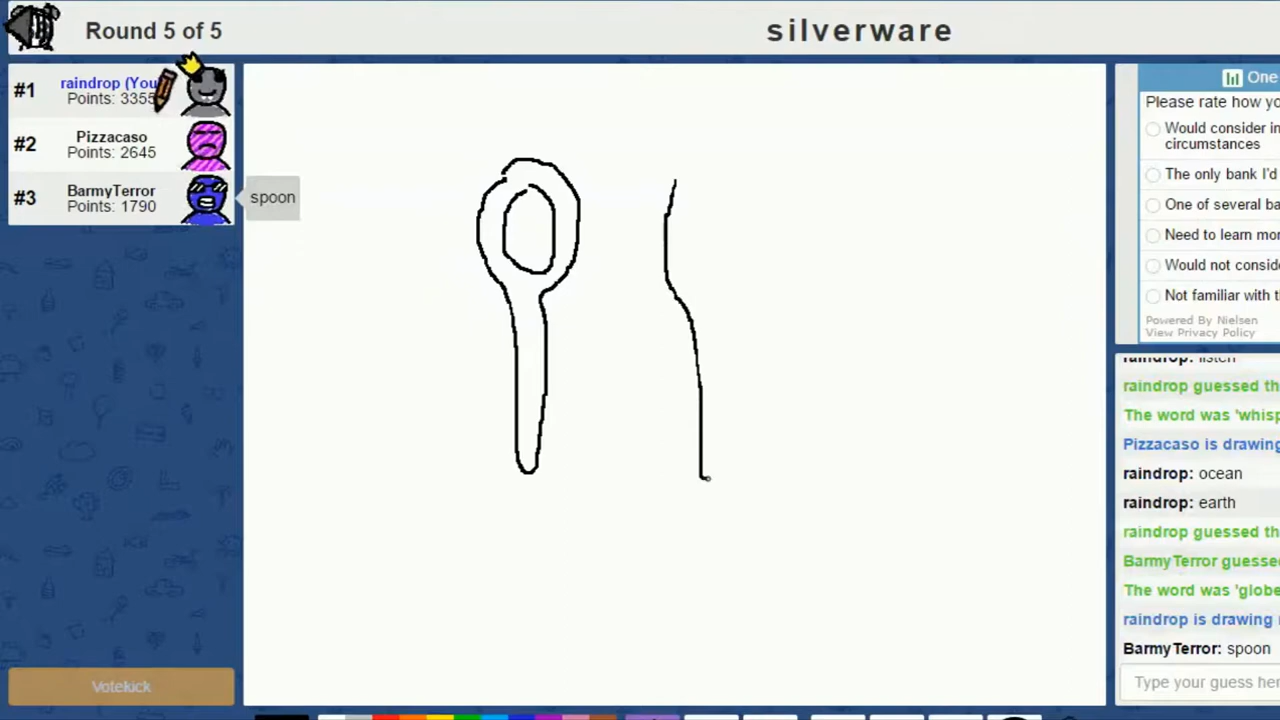 Round 5 of 5
silverware
#1
raindrop (You
Points: 3355
#2
Pizzacaso
Points: 2645
#3
BarmyTerror
Points: 1790
spoon
Votekick
One
Please rate how yo
Would consider in
circumstances
The only bank I'd
One of several ba
Need to learn mor
Would not conside
Not familiar with t
Powered By Nielsen
View Privacy Policy
raindrop: listen
raindrop guessed th
The word was 'whisp
Pizzacaso is drawing
raindrop: ocean
raindrop: earth
raindrop guessed th
BarmyTerror guesse
The word was 'globe
raindrop is drawing
BarmyTerror: spoon
Type your guess her